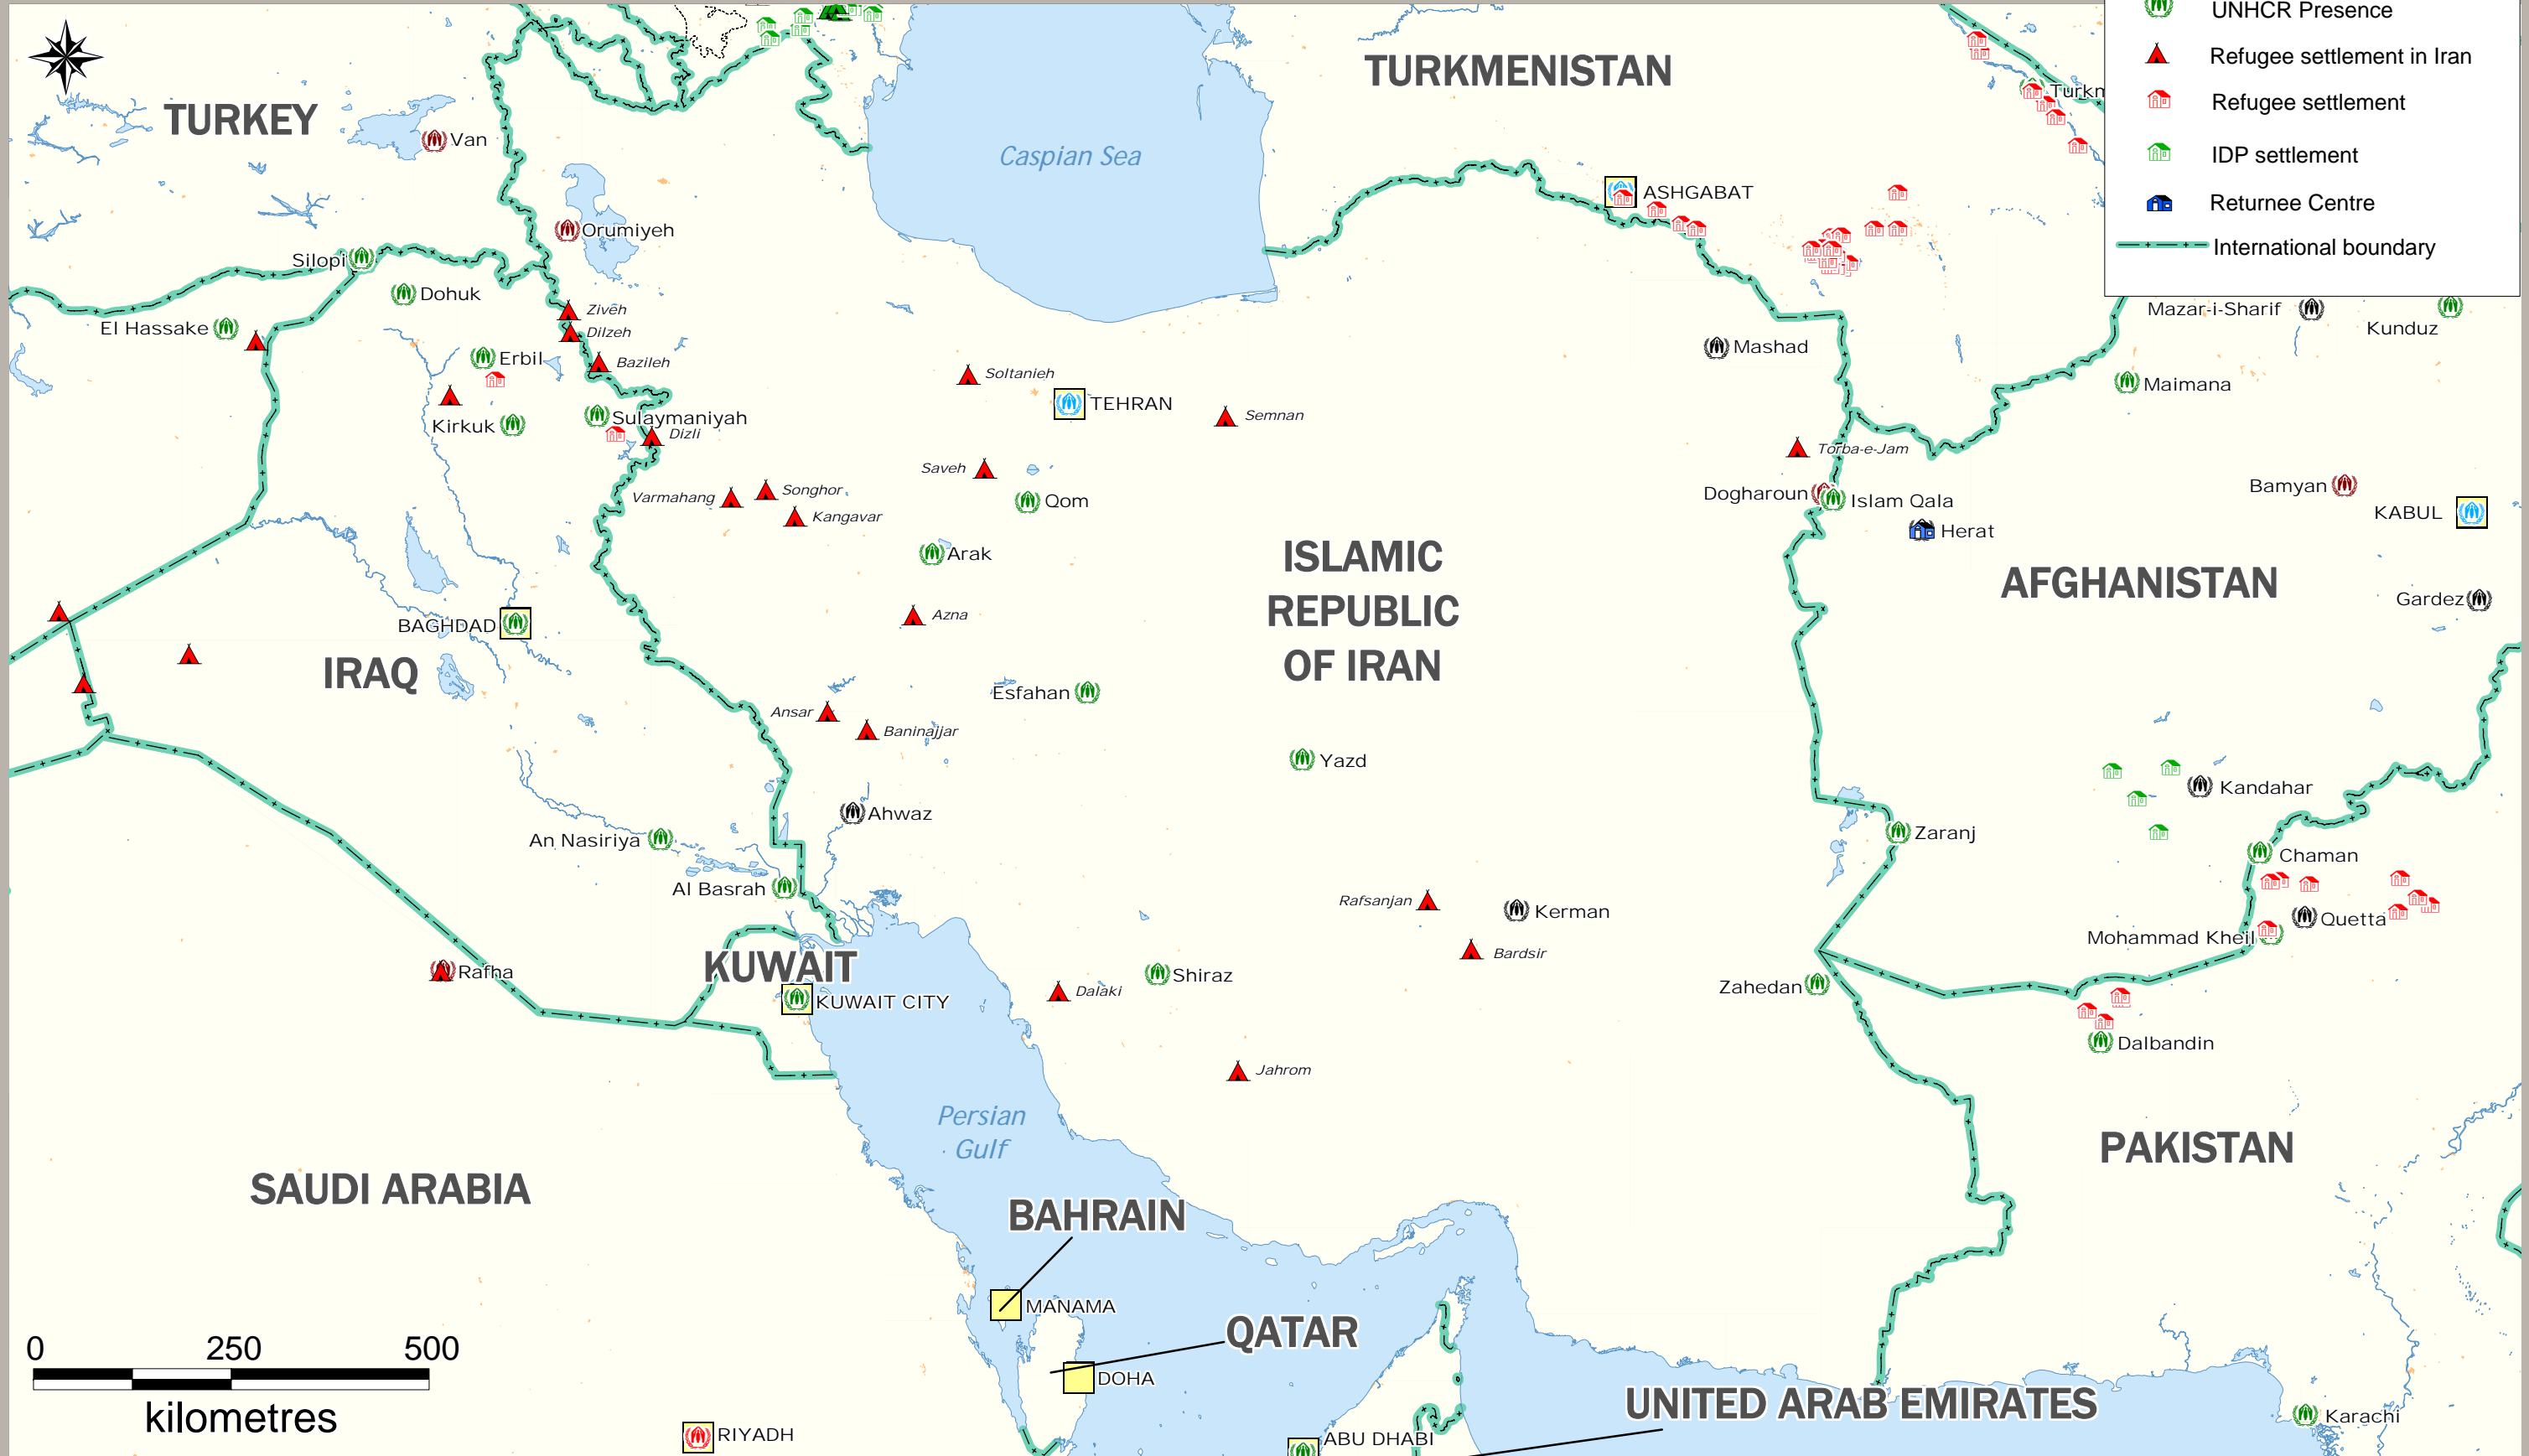 UNHCR Presence
Refugee settlement in Iran
Refugee settlement
IDP settlement
Returnee Centre
International boundary
TURKMENISTAN
TURKEY
Van
Caspian Sea
ASHGABAT
Orumiyeh
Silopi
Dohuk
El Hassake
Ziveh
Dilzeh
Erbil
Bazileh
Soltanieh
TEHRAN
Semnan
Mashad
Mazar-i-Sharif
Kunduz
Maimana
Kirkuk
Sulaymaniyah
Dizli
Torba-e-Jam
Saveh
Varmahang
Songhor
Kangavar
Qom
Dogharoun
Islam Qala
Herat
Bamyan
KABUL
Arak
ISLAMIC
REPUBLIC
OF IRAN
AFGHANISTAN
Gardez
BAGHDAD
Azna
IRAQ
Esfahan
Ansar
Baninajjar
Yazd
Kandahar
Ahwaz
An Nasiriya
Zaranj
Chaman
Al Basrah
Rafsanjan
Kerman
Quetta
Mohammad Kheil
Bardsir
KUWAIT
Rafha
KUWAIT CITY
Dalaki
Shiraz
Zahedan
Dalbandin
Jahrom
Persian
Gulf
PAKISTAN
SAUDI ARABIA
BAHRAIN
MANAMA
QATAR
DOHA
UNITED ARAB EMIRATES
Karachi
RIYADH
ABU DHABI
0 250 500
kilometres